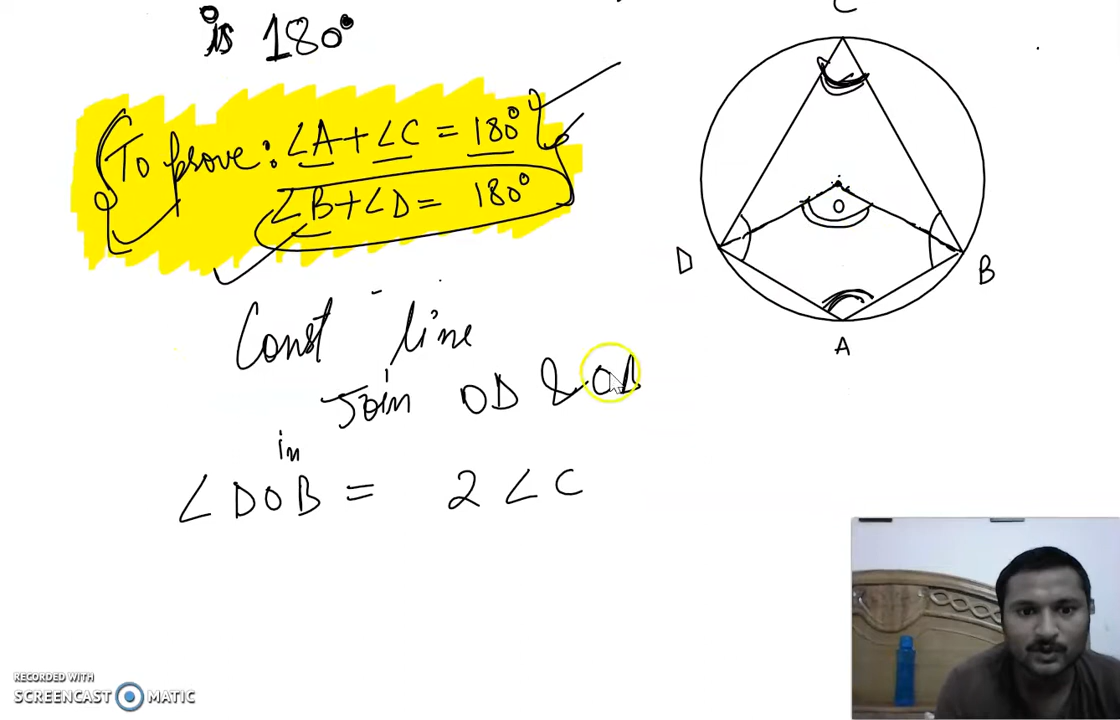 is 180°
To prove: ∠A + ∠C = 180°
∠B + ∠D = 180°
Const line
Join OD & OB
in
∠DOB = 2 ∠C
C
O
D
B
A
RECORDED WITH
SCREENCAST MATIC